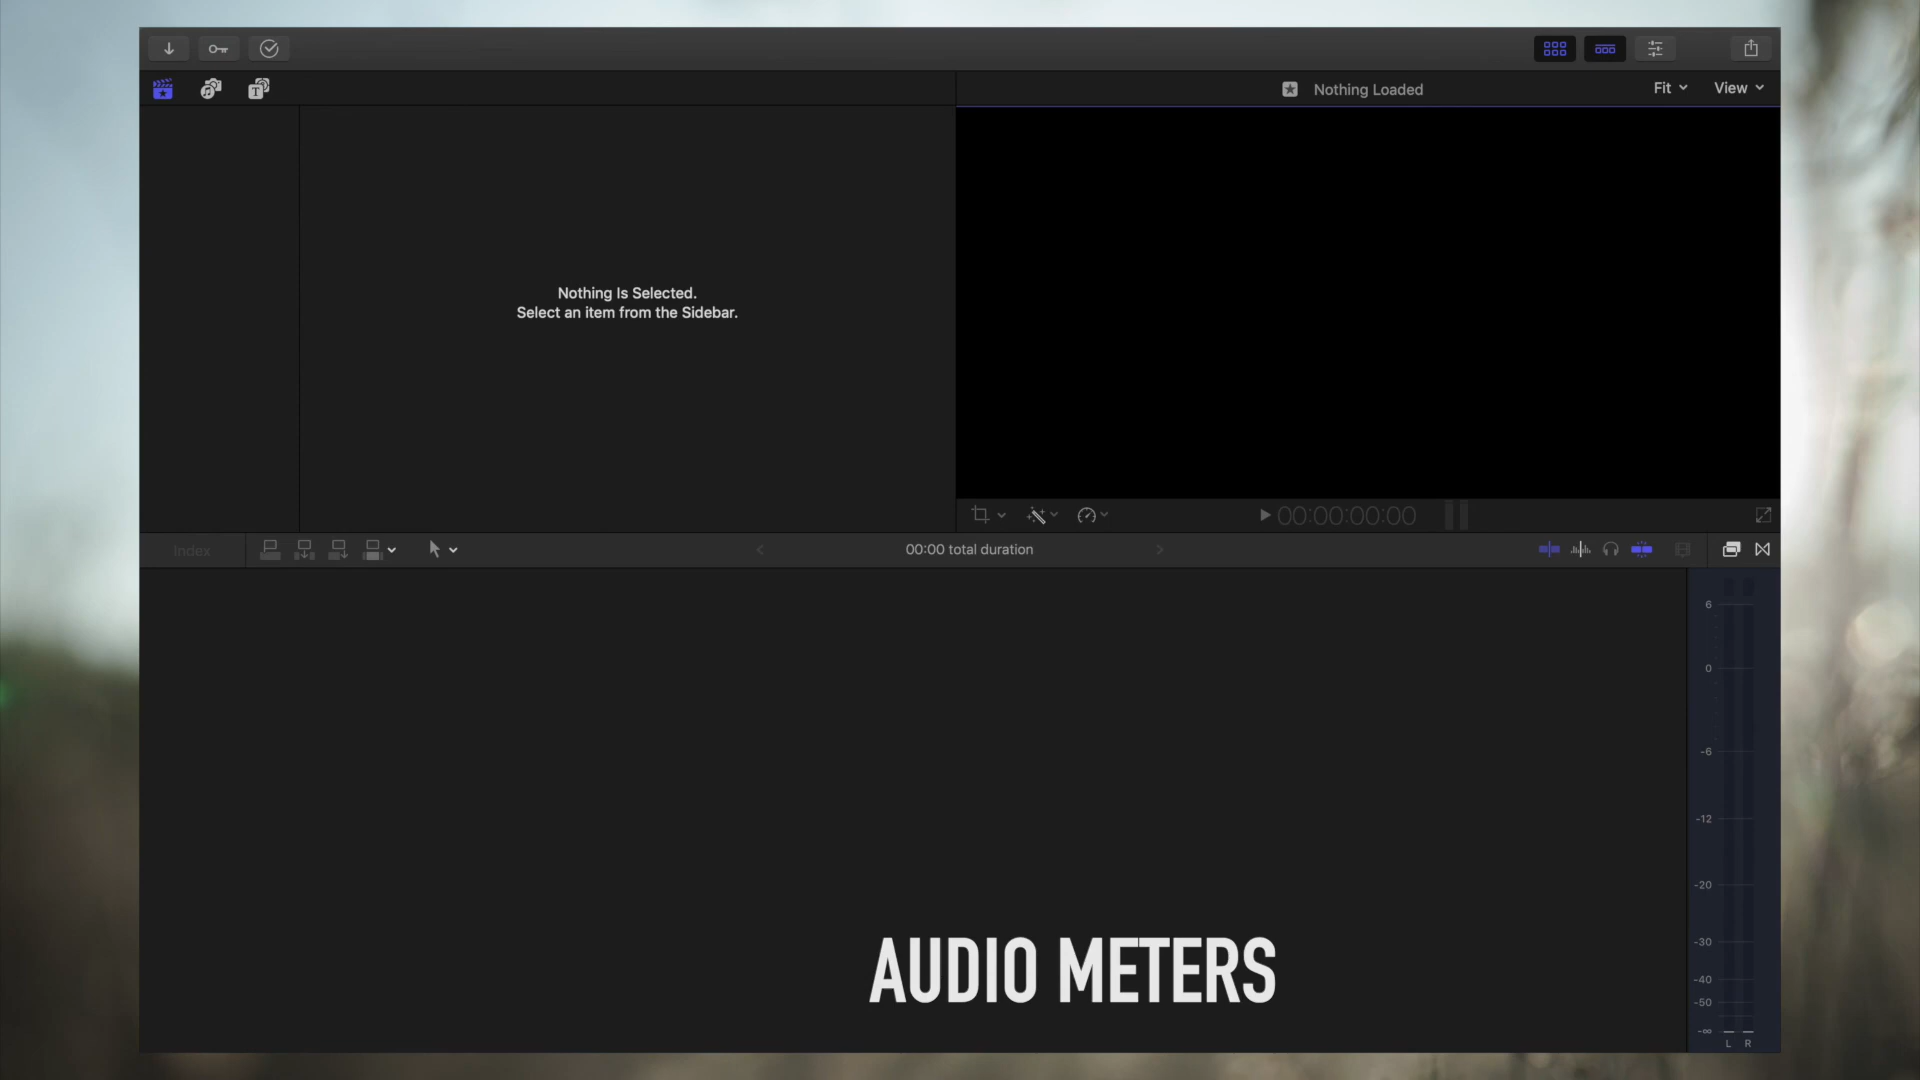 Nothing Loaded
Fit
View
Nothing Is Selected.
Select an item from the Sidebar.
00:00:00:00
Index
00:00 total duration
6
0
-6
-12
-20
-30
-40
-50
-∞
L R
AUDIO METERS